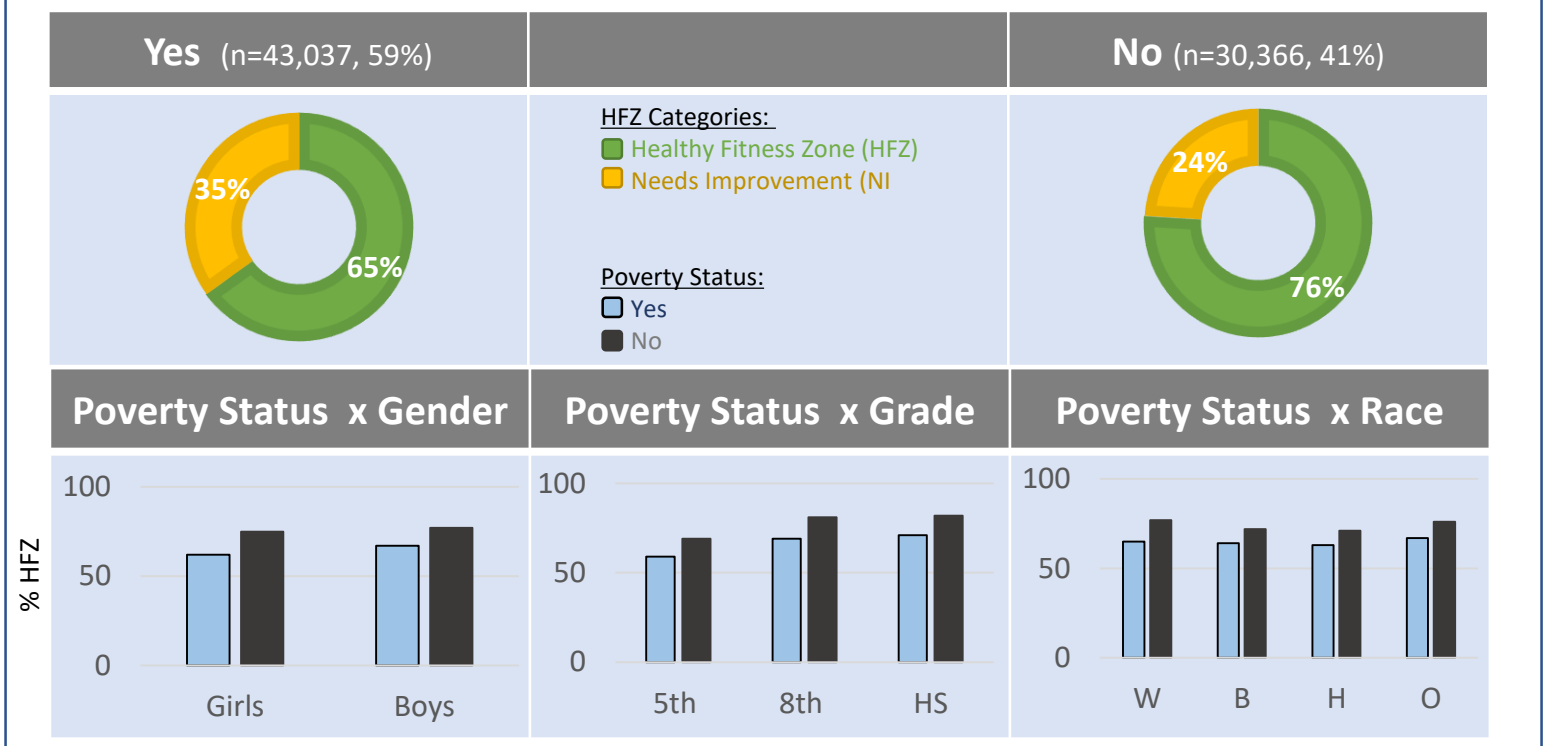 Yes (n=43,037, 59%)
No (n=30,366, 41%)
35%
65%
HFZ Categories:
Healthy Fitness Zone (HFZ)
Needs Improvement (NI
Poverty Status:
Yes
No
24%
76%
Poverty Status x Gender
Poverty Status x Grade
Poverty Status x Race
% HFZ
100
50
0
Girls Boys
100
50
0
5th 8th HS
100
50
0
W B H O